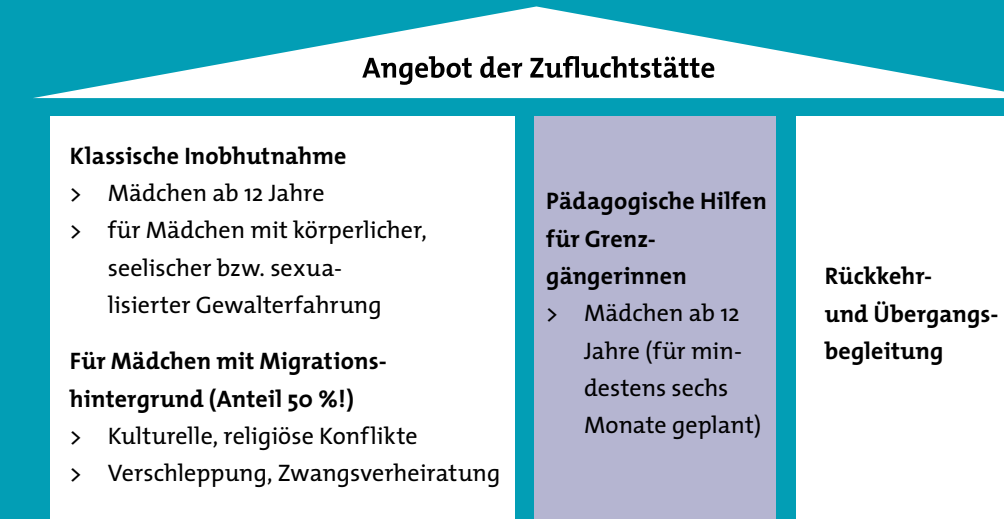 Angebot der Zufluchtstätte
Klassische Inobhutnahme
> Mädchen ab 12 Jahre
> für Mädchen mit körperlicher,
seelischer bzw. sexua-
lisierter Gewalterfahrung
Für Mädchen mit Migrations-
hintergrund (Anteil 50 %!)
> Kulturelle, religiöse Konflikte
> Verschleppung, Zwangsverheiratung
Pädagogische Hilfen
für Grenz-
gängerinnen
> Mädchen ab 12
Jahre (für min-
destens sechs
Monate geplant)
Rückkehr-
und Übergangs-
begleitung